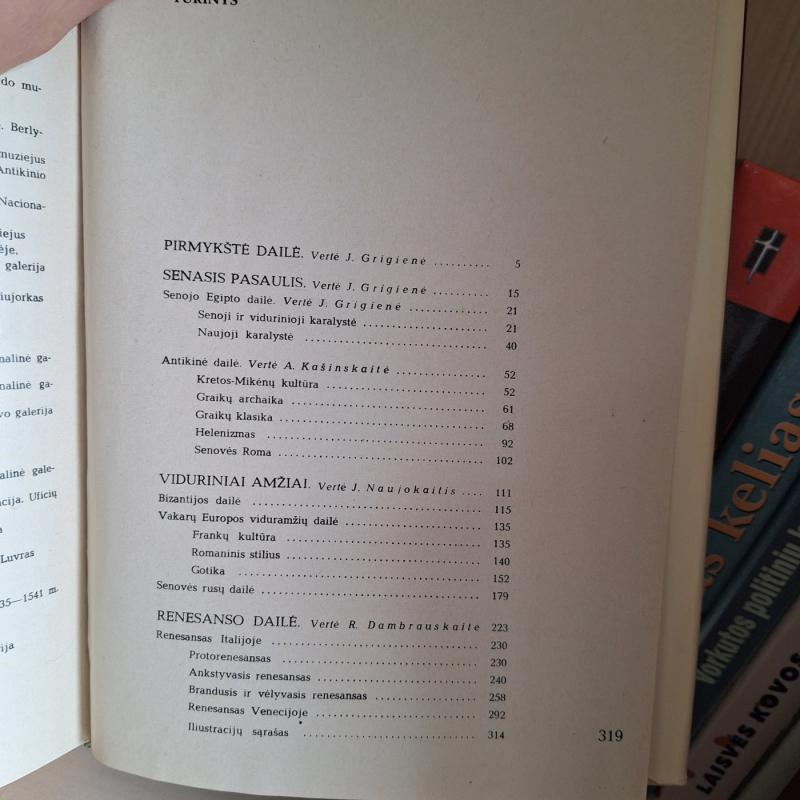 do mu-
Berly-
muziejus
Antikinio
Naciona-
ziejus
ėje,
galerija
iujorkas
nalinė ga-
nalinė ga-
vo galerija
alinė gale-
cija. Uficių
Luvras
35—1541 m.
ija
TURINYS
PIRMYKŠTĖ DAILĖ. Vertė J. Grigienė .......... 5
SENASIS PASAULIS. Vertė J. Grigienė .......... 15
Senojo Egipto dailė. Vertė J. Grigienė .......... 21
Senoji ir vidurinioji karalystė .......... 21
Naujoji karalystė .......... 40
Antikinė dailė. Vertė A. Kašinskaitė .......... 52
Kretos-Mikėnų kultūra .......... 52
Graikų archaika .......... 61
Graikų klasika .......... 68
Helenizmas .......... 92
Senovės Roma .......... 102
VIDURINIAI AMŽIAI. Vertė J. Naujokaitis .... 111
Bizantijos dailė .......... 115
Vakarų Europos viduramžių dailė .......... 135
Frankų kultūra .......... 135
Romaninis stilius .......... 140
Gotika .......... 152
Senovės rusų dailė .......... 179
RENESANSO DAILĖ. Vertė R. Dambrauskaitė 223
Renesansas Italijoje .......... 230
Protorenesansas .......... 230
Ankstyvasis renesansas .......... 240
Brandusis ir vėlyvasis renesansas .......... 258
Renesansas Venecijoje .......... 292
Iliustracijų sąrašas .......... 314
319
kelias
Vorkutos politinių
LAISVĖS KOVOS